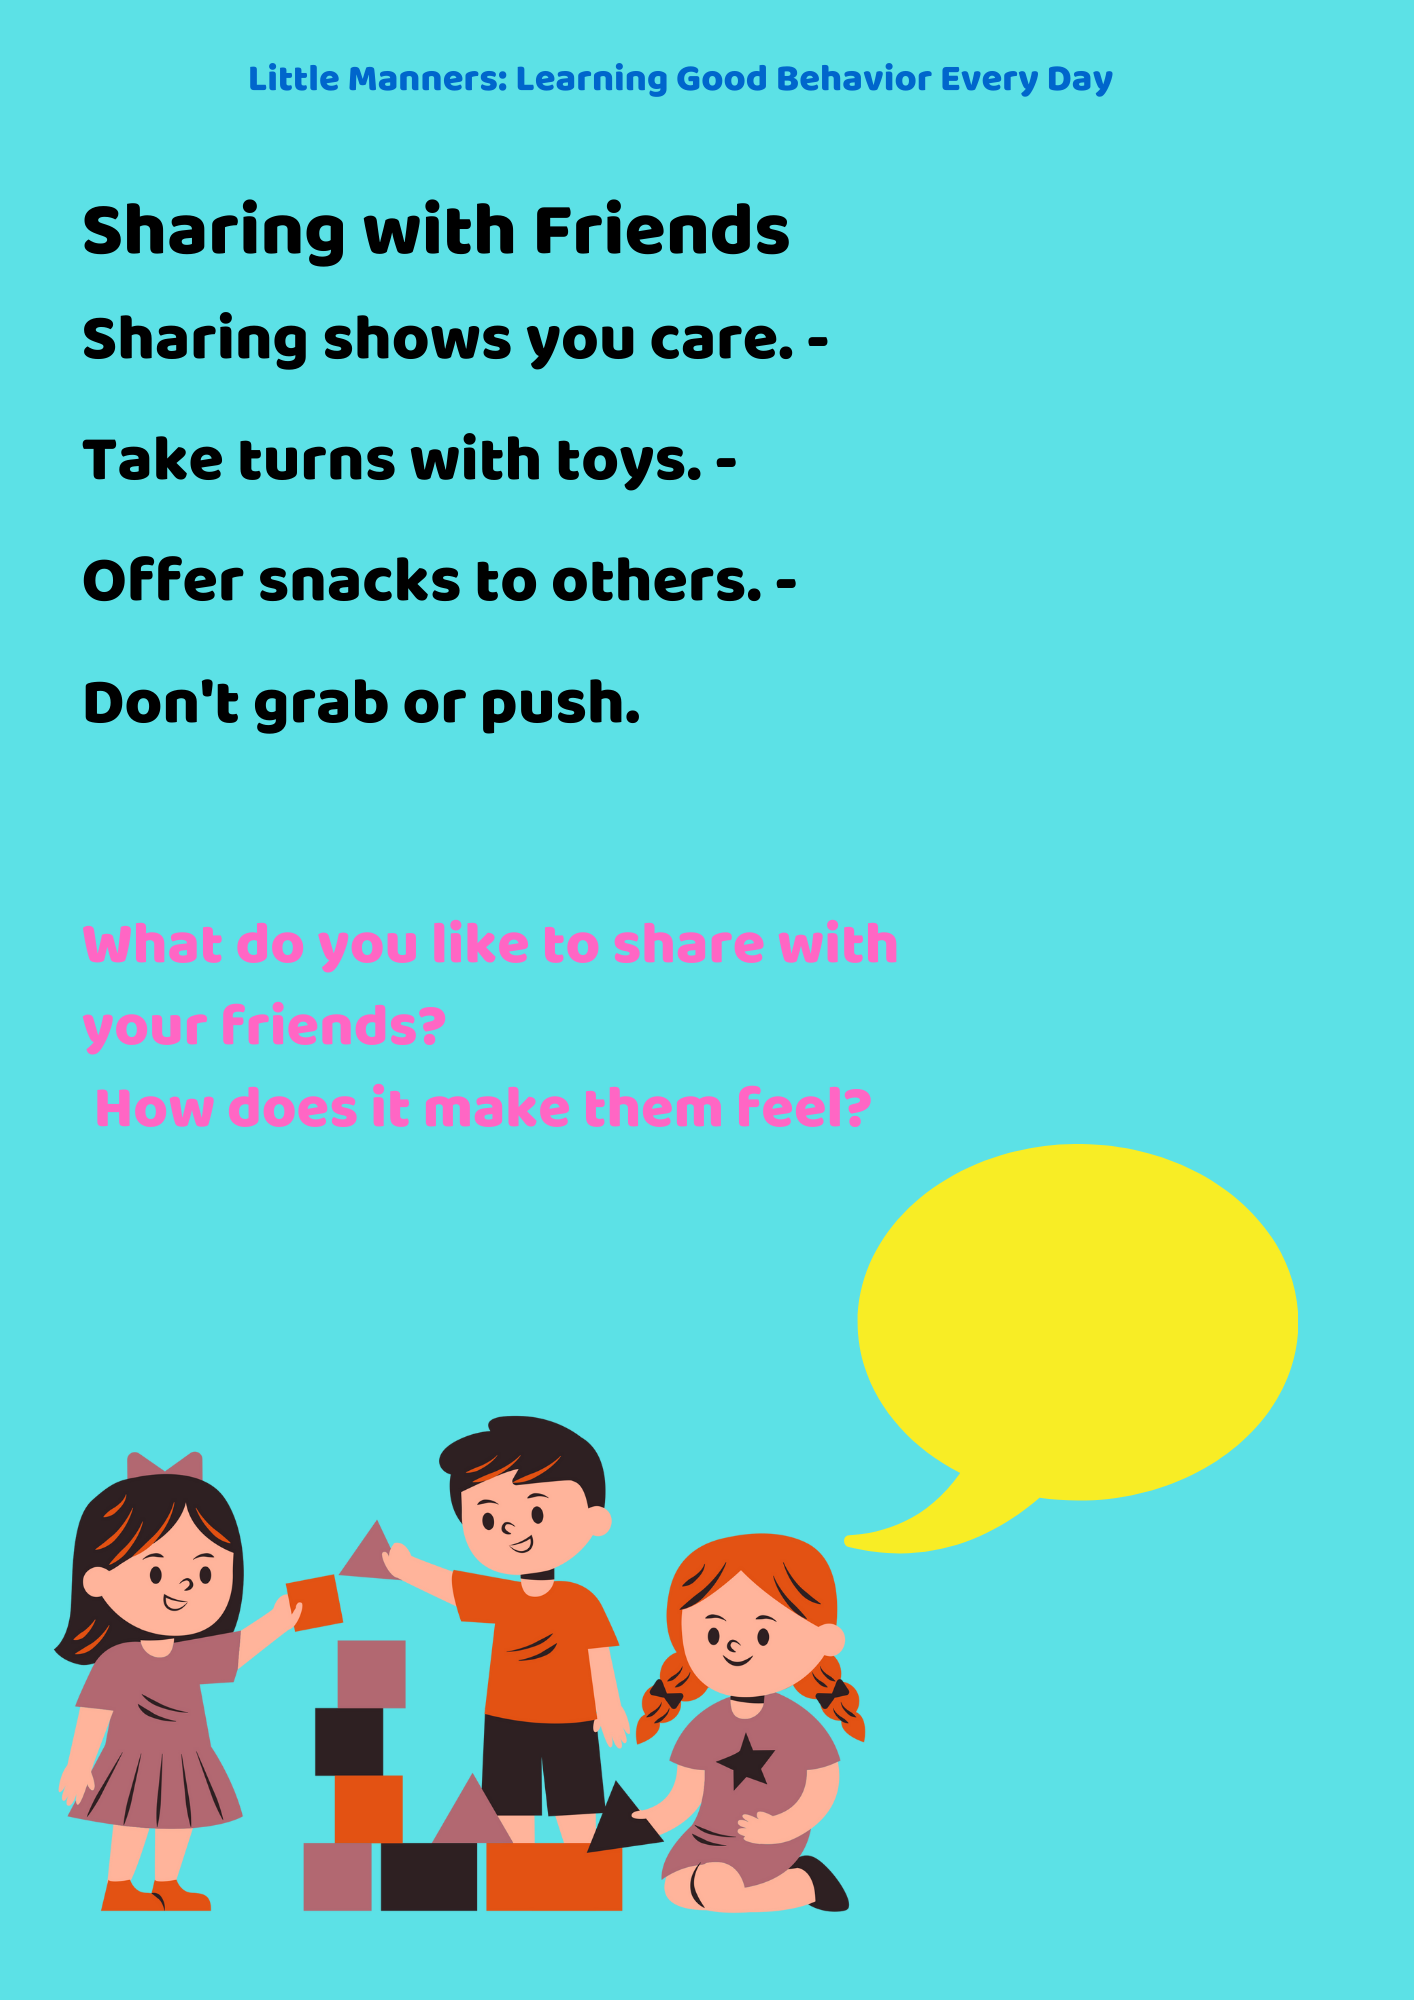 Little Manners: Learning Good Behavior Every Day
Sharing with Friends
Sharing shows you care. -
Take turns with toys. -
Offer snacks to others. -
Don't grab or push.
What do you like to share with
your friends?
How does it make them feel?